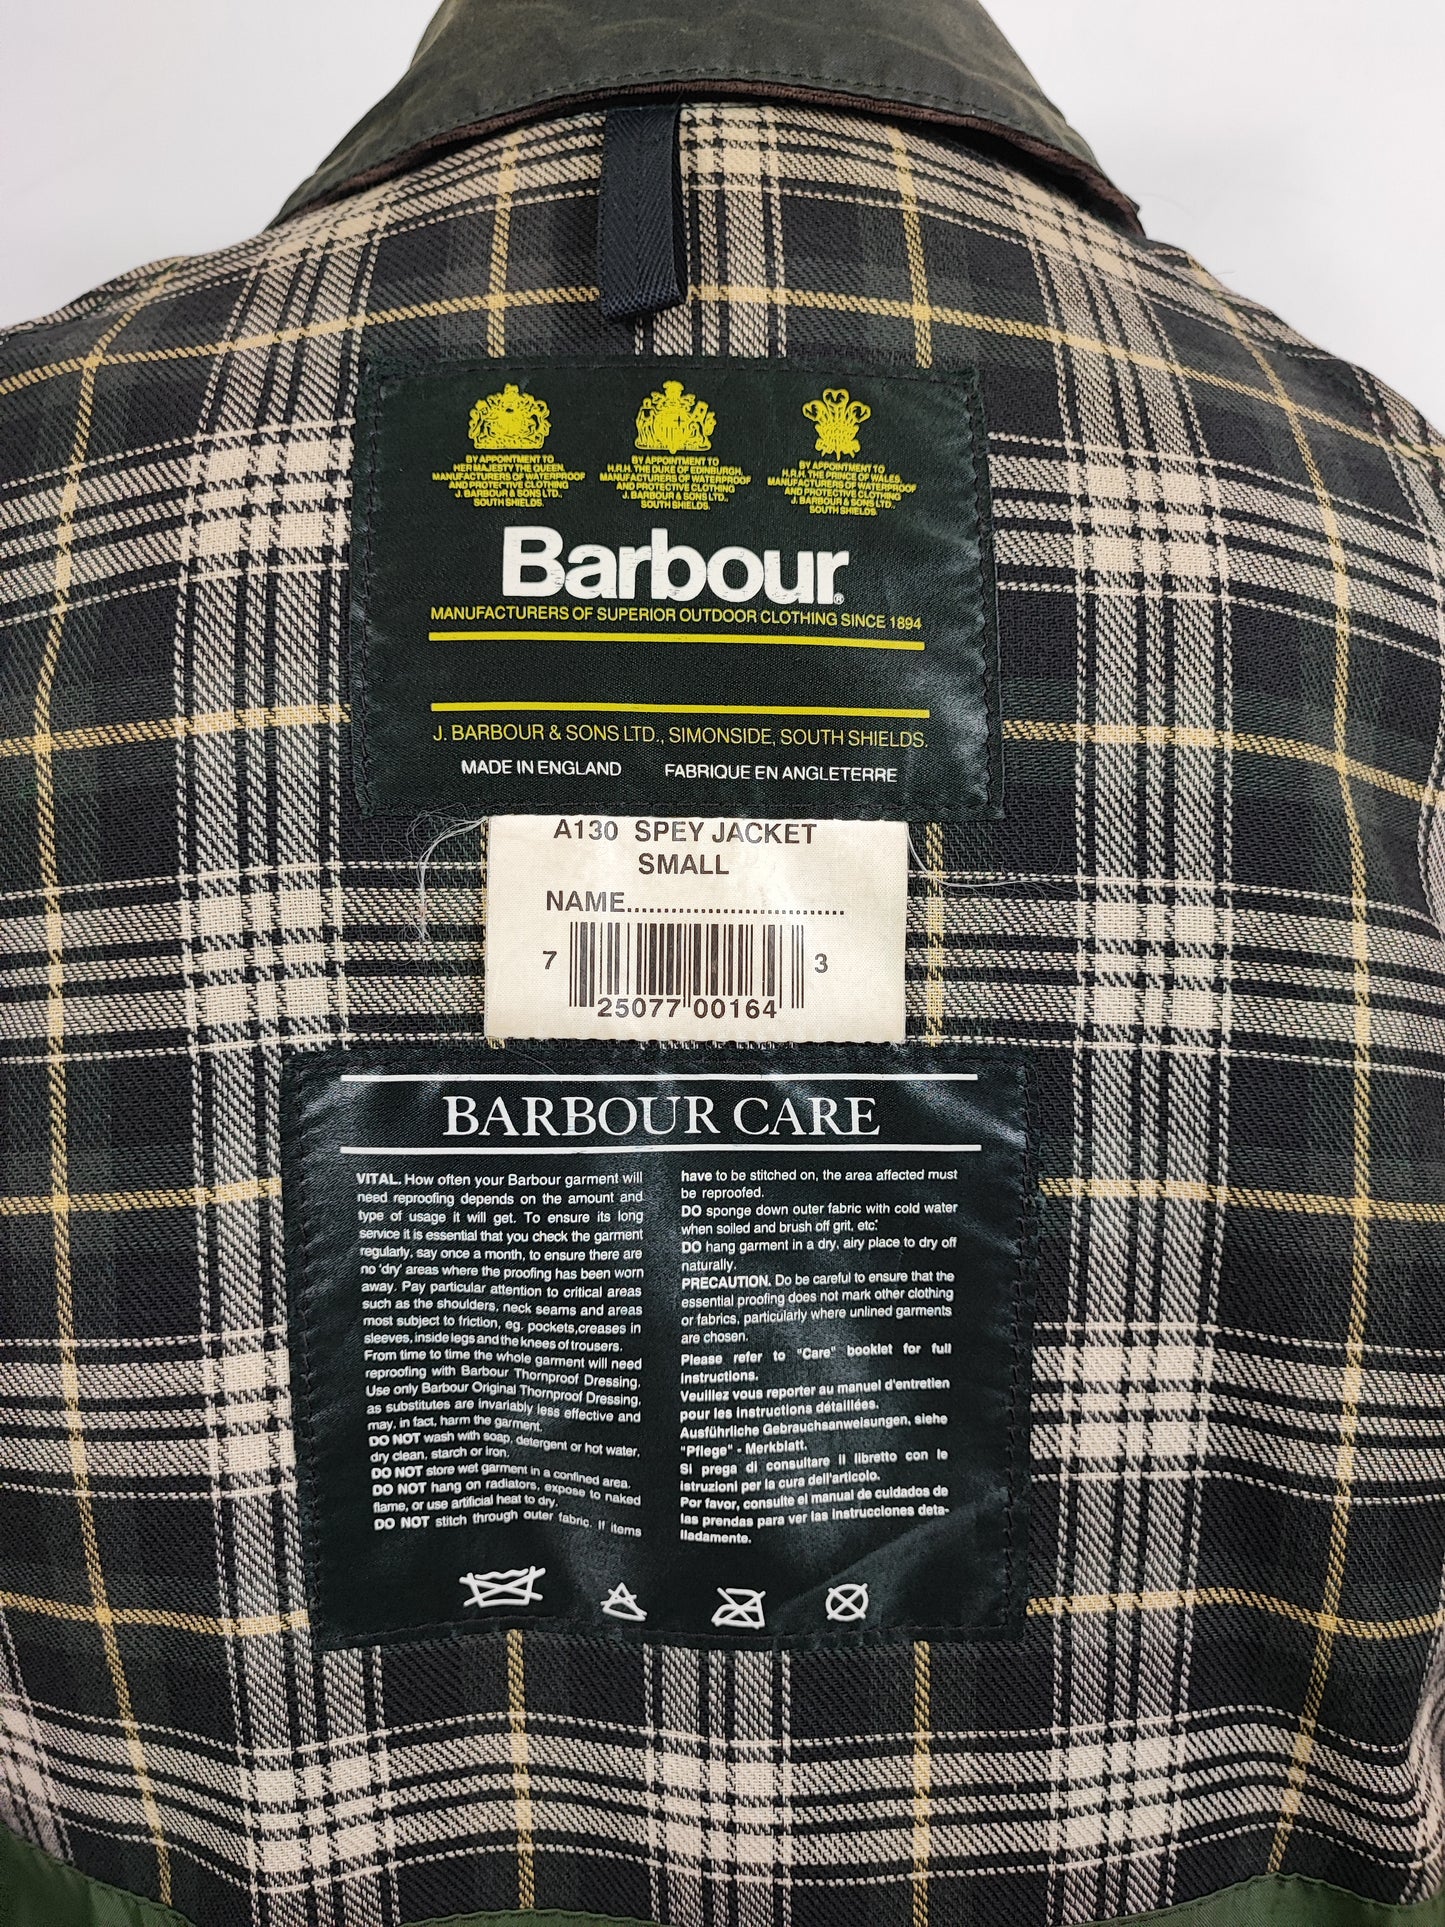 BY APPOINTMENT TO
HER MAJESTY THE QUEEN
MANUFACTURERS OF WATERPROOF
AND PROTECTIVE CLOTHING
J. BARBOUR & SONS LTD.,
SOUTH SHIELDS.
BY APPOINTMENT TO
H.R.H. THE DUKE OF EDINBURGH,
MANUFACTURERS OF WATERPROOF
AND PROTECTIVE CLOTHING
J. BARBOUR & SONS LTD.,
SOUTH SHIELDS.
BY APPOINTMENT TO
H.R.H. THE PRINCE OF WALES,
MANUFACTURERS OF WATERPROOF
AND PROTECTIVE CLOTHING
J. BARBOUR & SONS LTD.,
SOUTH SHIELDS.
Barbour®
MANUFACTURERS OF SUPERIOR OUTDOOR CLOTHING SINCE 1894
J. BARBOUR & SONS LTD., SIMONSIDE, SOUTH SHIELDS.
MADE IN ENGLAND FABRIQUE EN ANGLETERRE
A130 SPEY JACKET
SMALL
NAME..............................
7 25077 00164 3
BARBOUR CARE
VITAL. How often your Barbour garment will
need reproofing depends on the amount and
type of usage it will get. To ensure its long
service it is essential that you check the garment
regularly, say once a month, to ensure there are
no 'dry' areas where the proofing has been worn
away. Pay particular attention to critical areas
such as the shoulders, neck seams and areas
most subject to friction, eg. pockets,creases in
sleeves, inside legs and the knees of trousers.
From time to time the whole garment will need
reproofing with Barbour Thornproof Dressing.
Use only Barbour Original Thornproof Dressing,
as substitutes are invariably less effective and
may, in fact, harm the garment.
DO NOT wash with soap, detergent or hot water,
dry clean, starch or iron.
DO NOT store wet garment in a confined area.
DO NOT hang on radiators, expose to naked
flame, or use artificial heat to dry.
DO NOT stitch through outer fabric. If items
have to be stitched on, the area affected must
be reproofed.
DO sponge down outer fabric with cold water
when soiled and brush off grit, etc.
DO hang garment in a dry, airy place to dry off
naturally.
PRECAUTION. Do be careful to ensure that the
essential proofing does not mark other clothing
or fabrics, particularly where unlined garments
are chosen.
Please refer to "Care" booklet for full
instructions.
Veuillez vous reporter au manuel d'entretien
pour les instructions détaillées.
Ausführliche Gebrauchsanweisungen, siehe
"Pflege" - Merkblatt.
Si prega di consultare il libretto con le
istruzioni per la cura dell'articolo.
Por favor, consulte el manual de cuidados de
las prendas para ver las instrucciones deta-
lladamente.